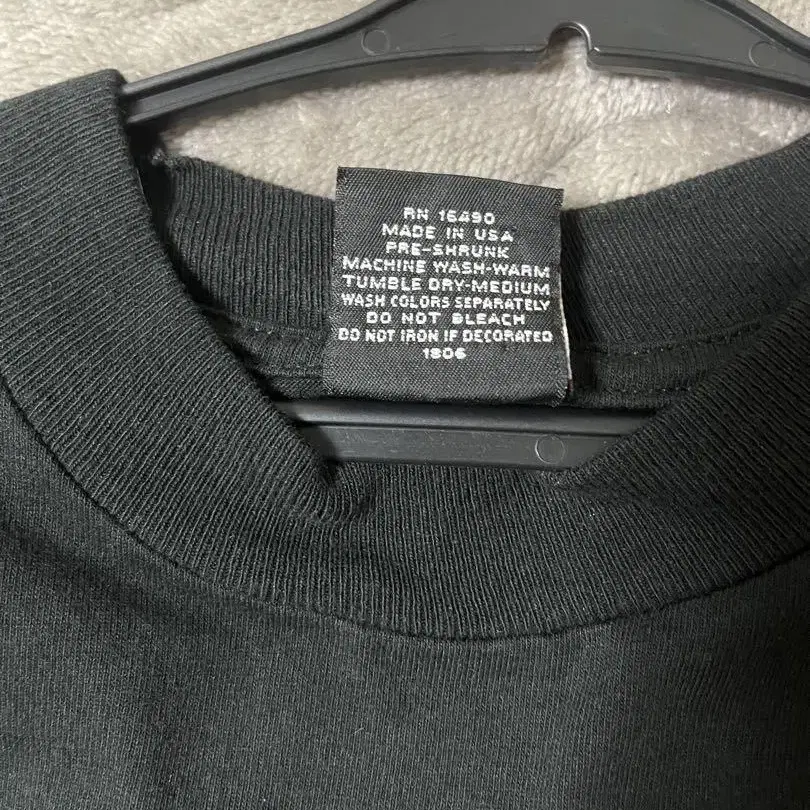 RN 16490
MADE IN USA
PRE-SHRUNK
MACHINE WASH-WARM
TUMBLE DRY-MEDIUM
WASH COLORS SEPARATELY
DO NOT BLEACH
DO NOT IRON IF DECORATED
1806